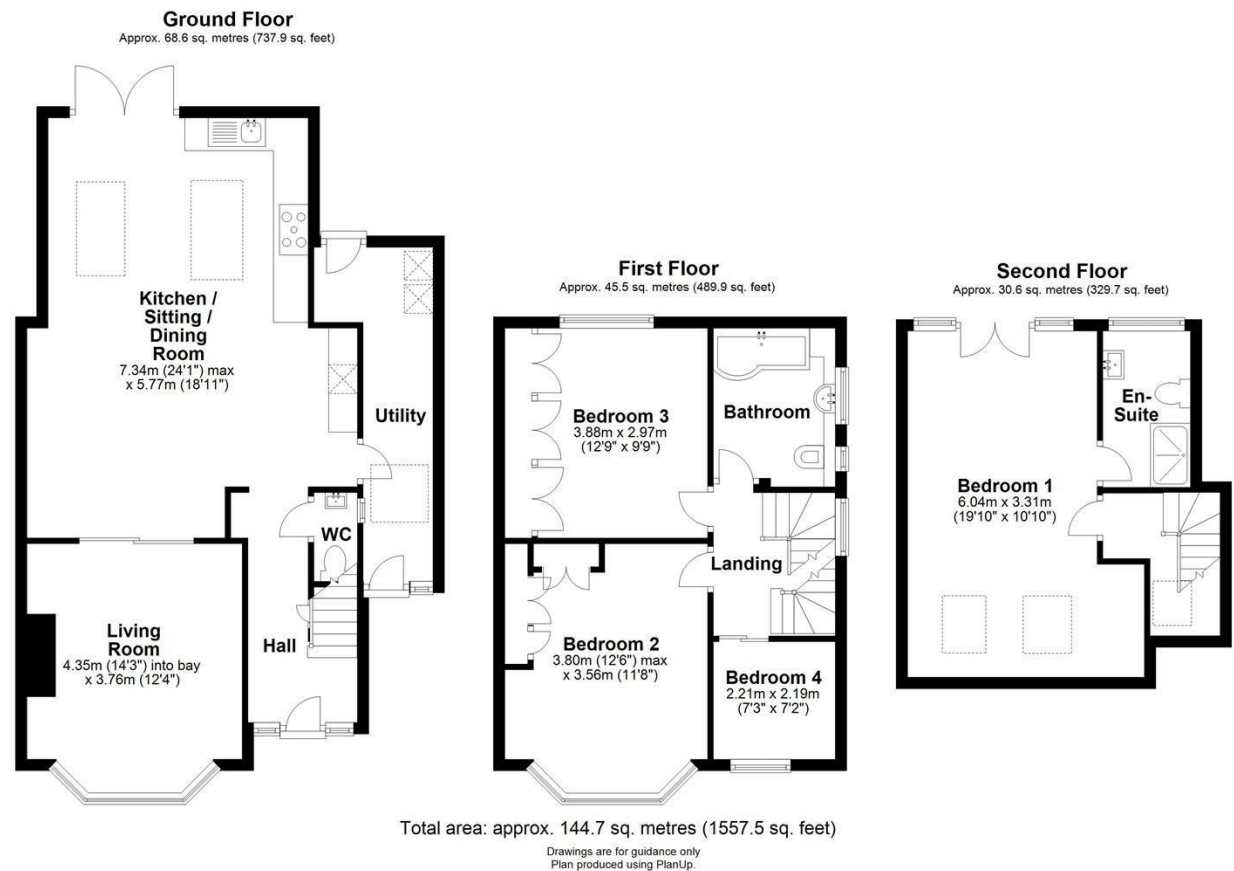 Ground Floor
Approx. 68.6 sq. metres (737.9 sq. feet)
Kitchen /
Sitting /
Dining
Room
7.34m (24'1") max
x 5.77m (18'11")
Utility
WC
Living
Room
4.35m (14'3") into bay
x 3.76m (12'4")
Hall
First Floor
Approx. 45.5 sq. metres (489.9 sq. feet)
Bedroom 3
3.88m x 2.97m
(12'9" x 9'9")
Bathroom
Landing
Bedroom 2
3.80m (12'6") max
x 3.56m (11'8")
Bedroom 4
2.21m x 2.19m
(7'3" x 7'2")
Second Floor
Approx. 30.6 sq. metres (329.7 sq. feet)
En-
Suite
Bedroom 1
6.04m x 3.31m
(19'10" x 10'10")
Total area: approx. 144.7 sq. metres (1557.5 sq. feet)
Drawings are for guidance only
Plan produced using PlanUp.